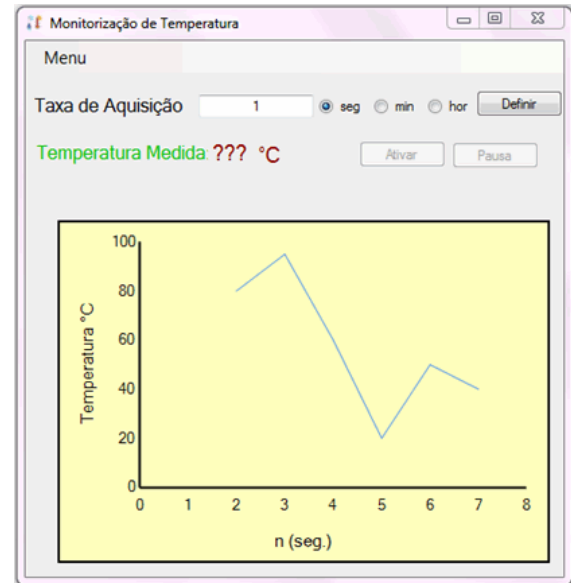 Monitorização de Temperatura
Menu
Taxa de Aquisição 1 seg min hor Definir
Temperatura Medida: ??? °C Ativar Pausa
Temperatura °C
100
80
60
40
20
0
0 1 2 3 4 5 6 7 8
n (seg.)